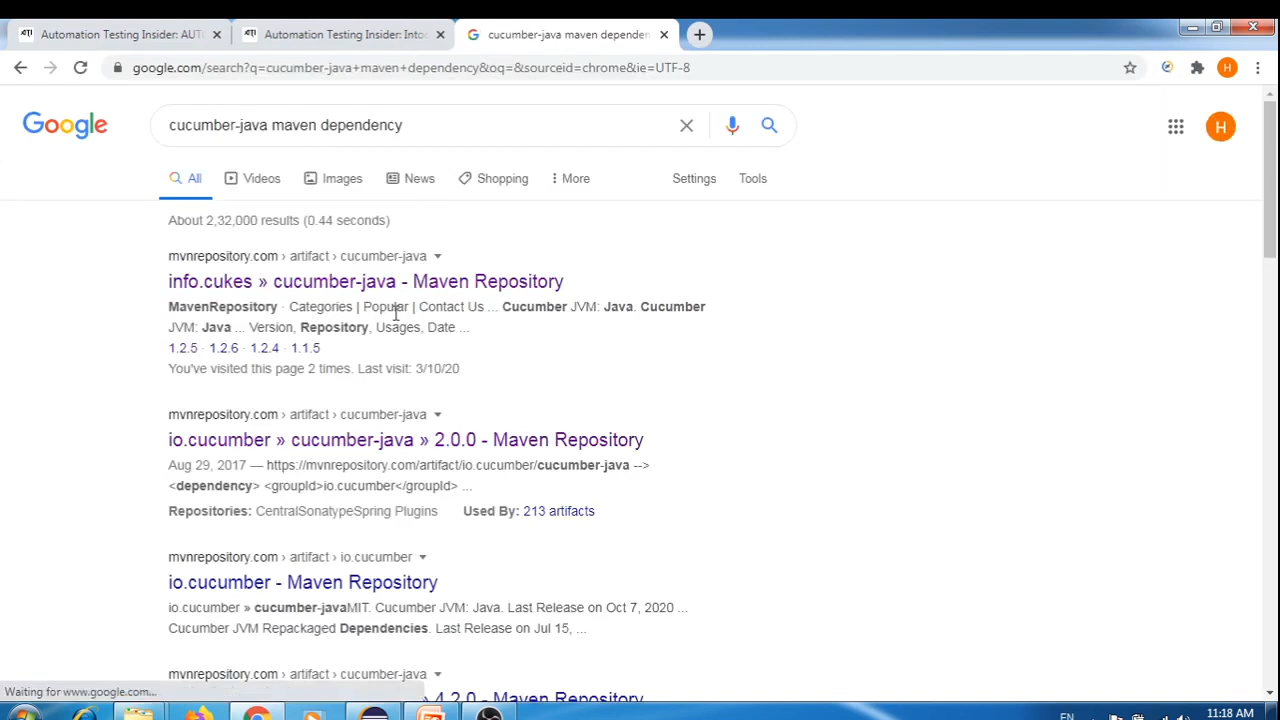 Automation Testing Insider: AUT
Automation Testing Insider: Intoc
cucumber-java maven dependen
google.com/search?q=cucumber-java+maven+dependency&oq=&sourceid=chrome&ie=UTF-8
H
Google
cucumber-java maven dependency
H
All Videos Images News Shopping More Settings Tools
About 2,32,000 results (0.44 seconds)
mvnrepository.com › artifact › cucumber-java
info.cukes » cucumber-java - Maven Repository
MavenRepository · Categories | Popular | Contact Us ... Cucumber JVM: Java. Cucumber
JVM: Java ... Version, Repository, Usages, Date ...
1.2.5 · 1.2.6 · 1.2.4 · 1.1.5
You've visited this page 2 times. Last visit: 3/10/20
mvnrepository.com › artifact › cucumber-java
io.cucumber » cucumber-java » 2.0.0 - Maven Repository
Aug 29, 2017 — https://mvnrepository.com/artifact/io.cucumber/cucumber-java -->
<dependency> <groupId>io.cucumber</groupId> ...
Repositories: CentralSonatypeSpring Plugins Used By: 213 artifacts
mvnrepository.com › artifact › io.cucumber
io.cucumber - Maven Repository
io.cucumber » cucumber-javaMIT. Cucumber JVM: Java. Last Release on Oct 7, 2020 ...
Cucumber JVM Repackaged Dependencies. Last Release on Jul 15, ...
mvnrepository.com › artifact › cucumber-java
» 4.2.0 - Maven Repository
Waiting for www.google.com...
EN
11:18 AM